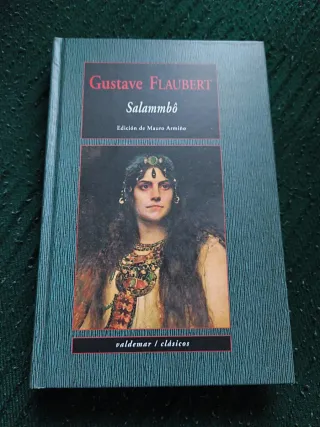 Gustave FLAUBERT
Salammbô
Edición de Mauro Armiño
valdemar / clásicos